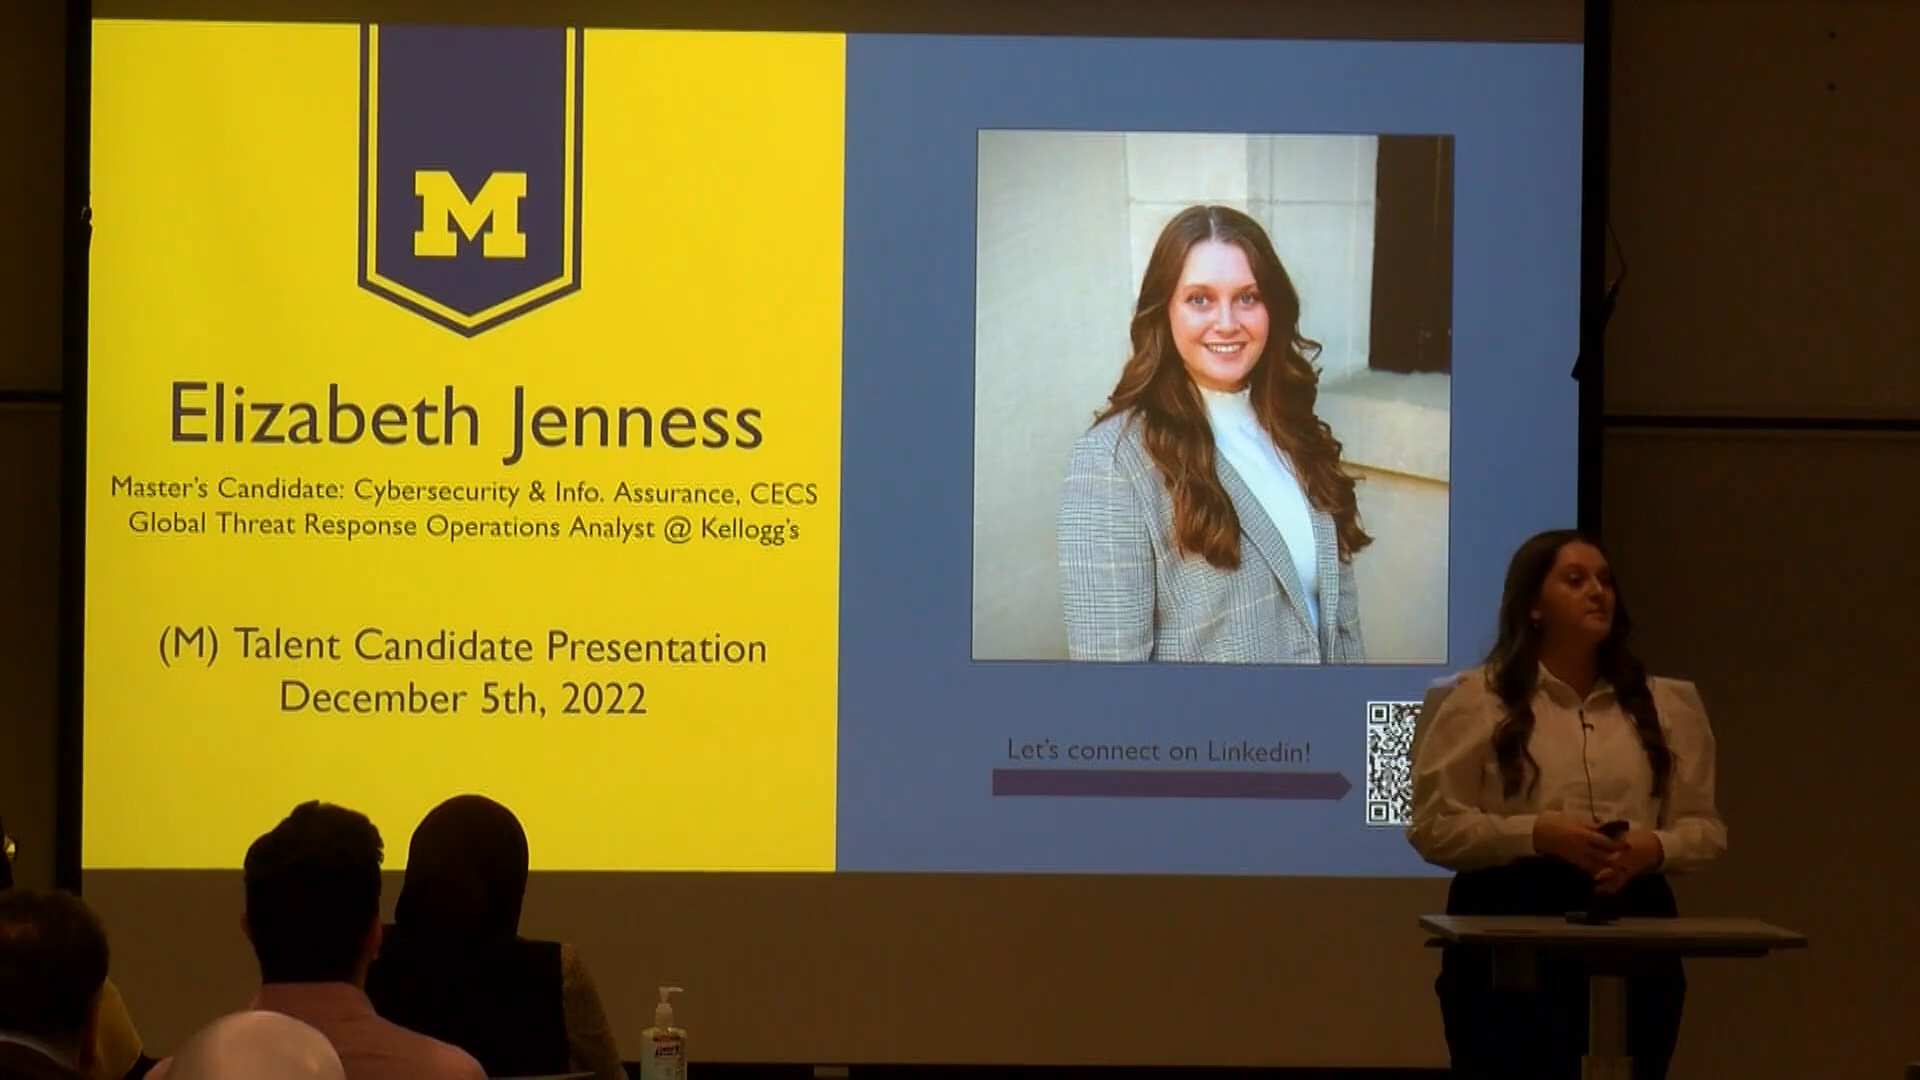 M
Elizabeth Jenness
Master's Candidate: Cybersecurity & Info. Assurance, CECS
Global Threat Response Operations Analyst @ Kellogg's
(M) Talent Candidate Presentation
December 5th, 2022
Let's connect on Linkedin!